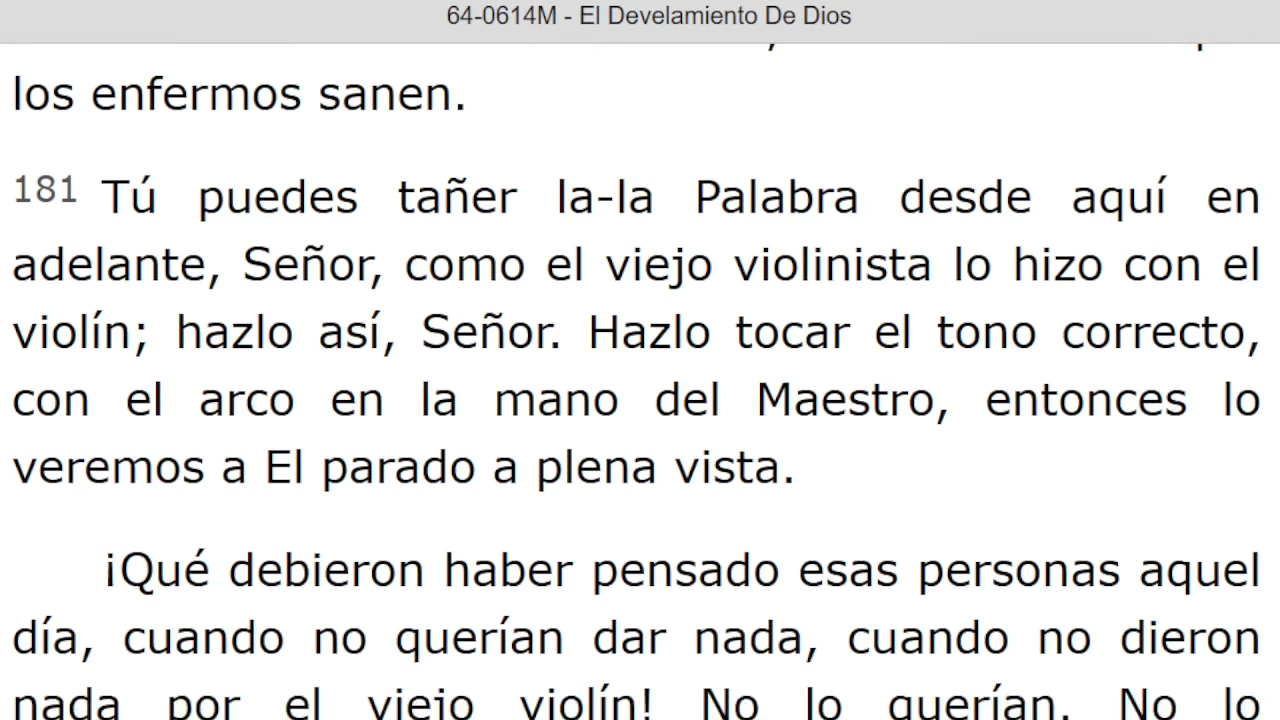 64-0614M - El Develamiento De Dios
los enfermos sanen.
181 Tú puedes tañer la-la Palabra desde aquí en
adelante, Señor, como el viejo violinista lo hizo con el
violín; hazlo así, Señor. Hazlo tocar el tono correcto,
con el arco en la mano del Maestro, entonces lo
veremos a El parado a plena vista.
¡Qué debieron haber pensado esas personas aquel
día, cuando no querían dar nada, cuando no dieron
nada por el viejo violín! No lo querían. No lo